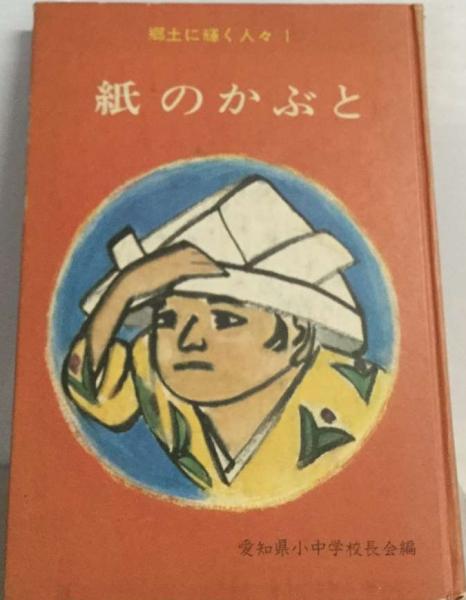 郷土に輝く人々 1
紙のかぶと
愛知県小中学校長会編